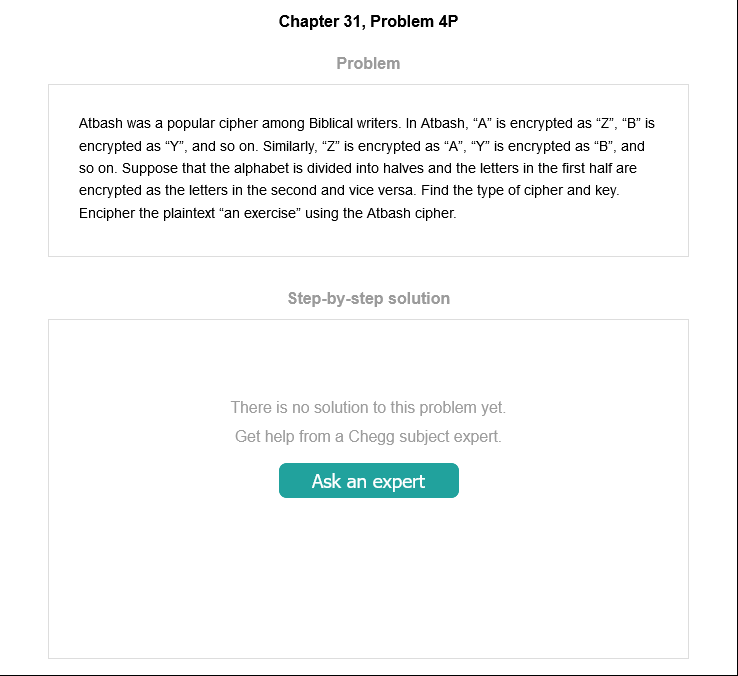 Chapter 31, Problem 4P
Problem
Atbash was a popular cipher among Biblical writers. In Atbash, “A” is encrypted as “Z”, “B” is
encrypted as “Y”, and so on. Similarly, “Z” is encrypted as “A”, “Y” is encrypted as “B”, and
so on. Suppose that the alphabet is divided into halves and the letters in the first half are
encrypted as the letters in the second and vice versa. Find the type of cipher and key.
Encipher the plaintext “an exercise” using the Atbash cipher.
Step-by-step solution
There is no solution to this problem yet.
Get help from a Chegg subject expert.
Ask an expert